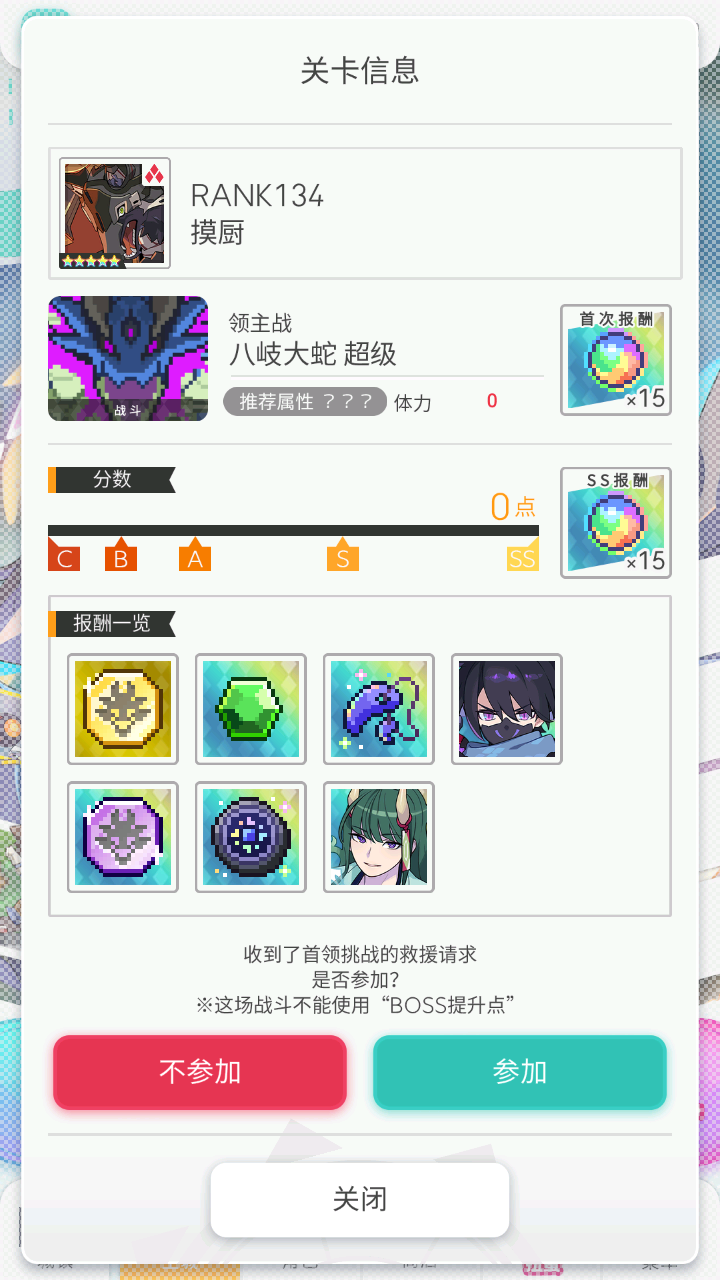 关卡信息
RANK134
摸厨
领主战
八岐大蛇 超级
战斗
推荐属性 ？？？
体力
0
首次报酬
×15
分数
0点
C
B
A
S
SS
SS报酬
×15
报酬一览
收到了首领挑战的救援请求
是否参加?
※这场战斗不能使用“BOSS提升点”
不参加
参加
关闭